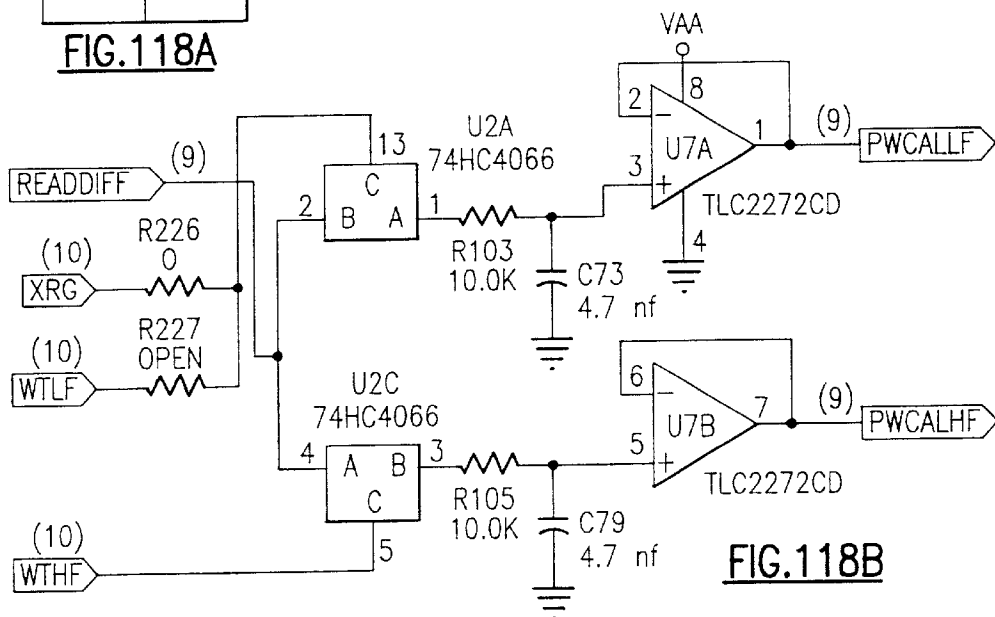 FIG.118A
VAA
8
2
-
U7A
1
(9)
PWCALLF
3
+
TLC2272CD
4
U2A
74HC4066
13
C
2
B
A
1
READDIFF
(9)
R103
10.0K
C73
4.7 nf
(10)
XRG
R226
0
(10)
WTLF
R227
OPEN
U2C
74HC4066
4
A
B
3
C
5
R105
10.0K
C79
4.7 nf
6
-
U7B
7
(9)
PWCALHF
5
+
TLC2272CD
(10)
WTHF
FIG.118B